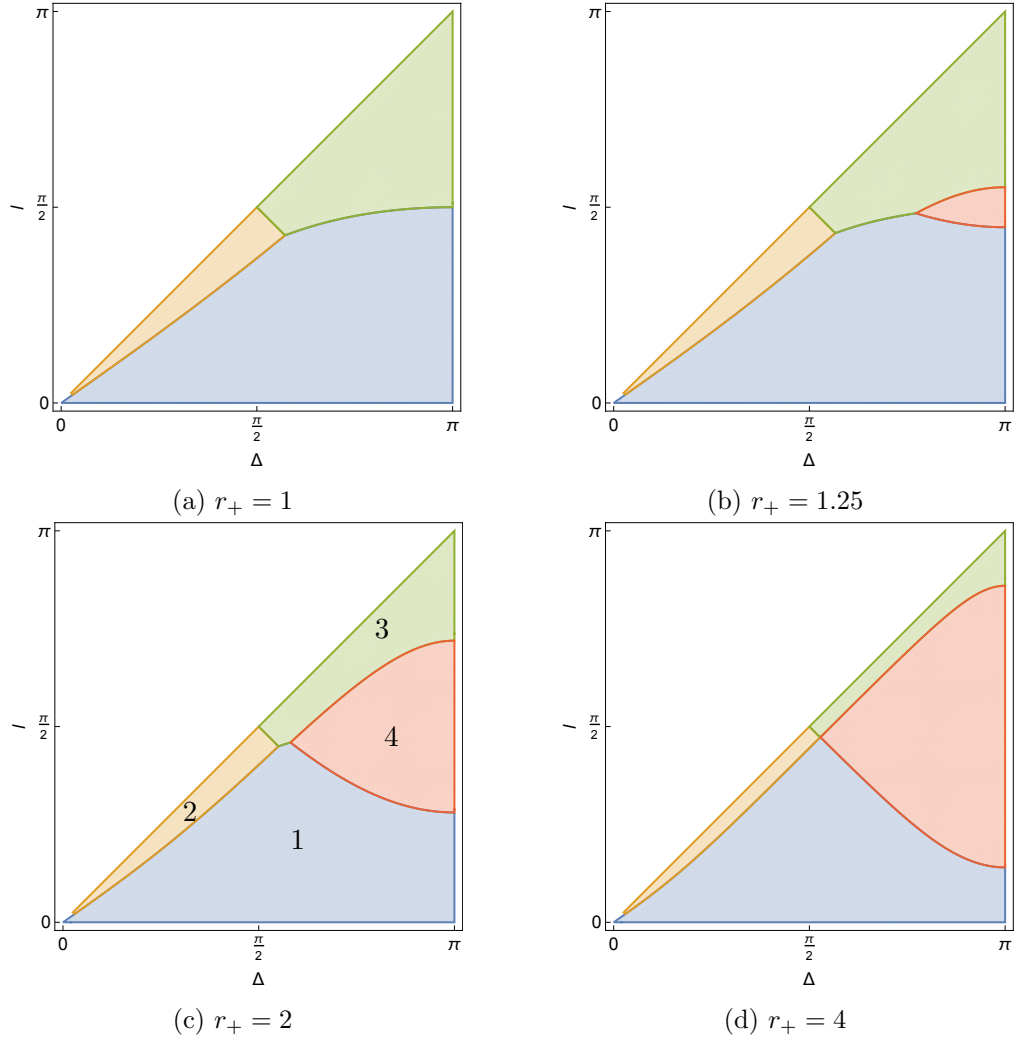 π
l
π/2
0
0
π/2
π
Δ
(a) r₊ = 1
π
l
π/2
0
0
π/2
π
Δ
(b) r₊ = 1.25
π
3
l
π/2
4
2
1
0
0
π/2
π
Δ
(c) r₊ = 2
π
l
π/2
0
0
π/2
π
Δ
(d) r₊ = 4